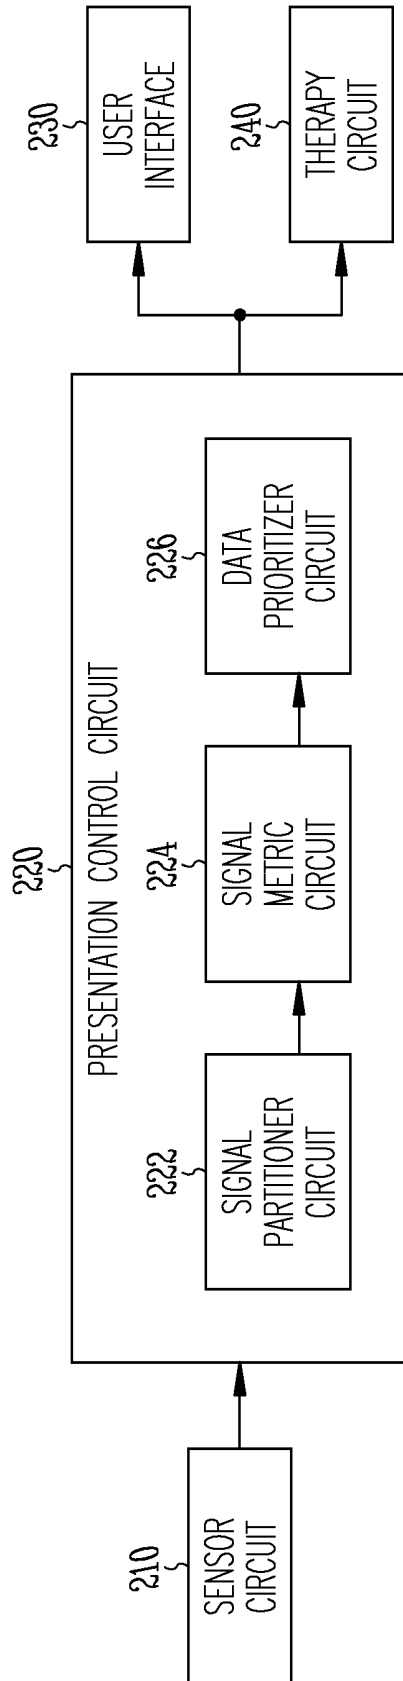 210
SENSOR
CIRCUIT
220
PRESENTATION CONTROL CIRCUIT
222
SIGNAL
PARTITIONER
CIRCUIT
224
SIGNAL
METRIC
CIRCUIT
226
DATA
PRIORITIZER
CIRCUIT
230
USER
INTERFACE
240
THERAPY
CIRCUIT